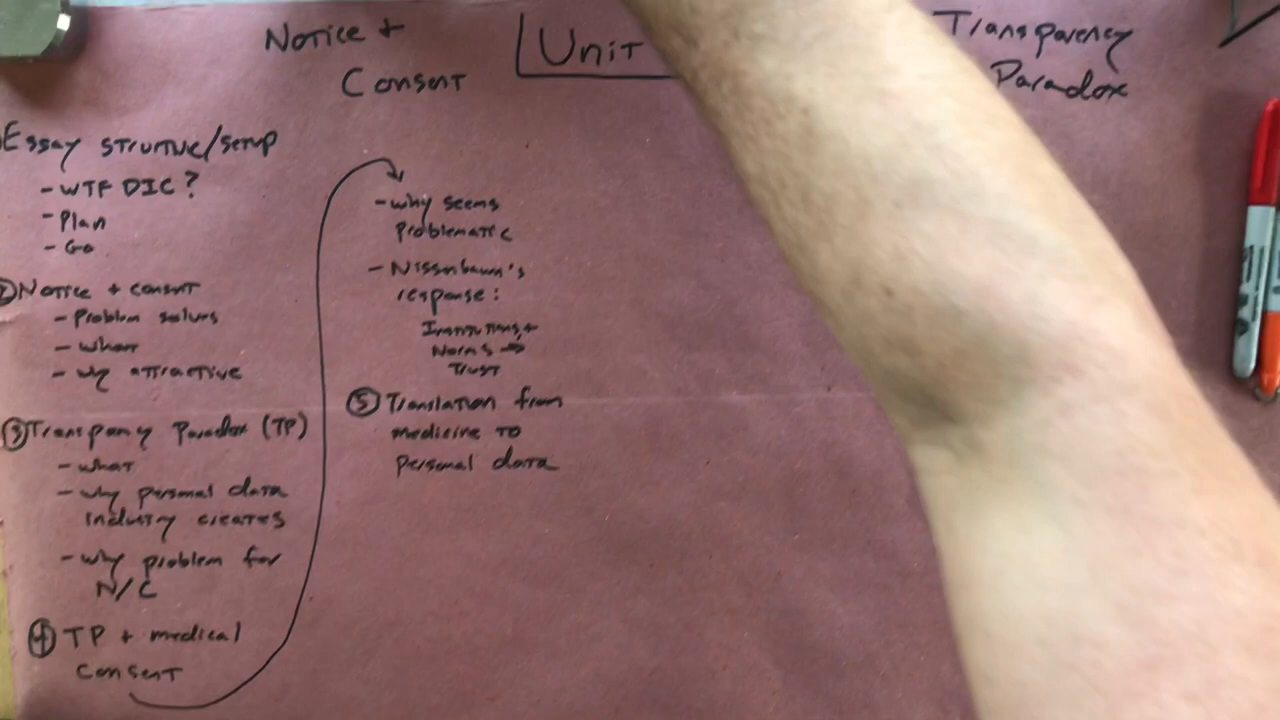 Notice +
Consent
Unit
Transparency
Paradox
Essay structure/setup
- WTF DIC?
- Plan
- Go
② Notice + consent
- Problem solves
- what
- why attractive
③ Transpany Paradox (TP)
- what
- why personal data
industry creates
- why problem for
N/C
④ TP + medical
consent
- why seems
problematic
- Nissenbaum's
response:
Institutions +
Norms →
Trust
⑤ Translation from
medicine to
personal data